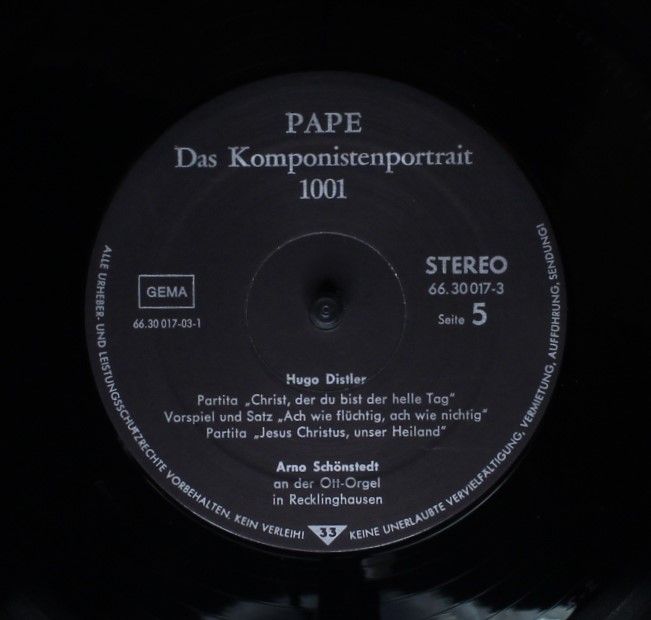 PAPE
Das Komponistenportrait
1001
STEREO
66.30 017-3
Seite 5
GEMA
66.30 017-03-1
Hugo Distler
Partita „Christ, der du bist der helle Tag“
Vorspiel und Satz „Ach wie flüchtig, ach wie nichtig“
Partita „Jesus Christus, unser Heiland“
Arno Schönstedt
an der Ott-Orgel
in Recklinghausen
ALLE URHEBER- UND LEISTUNGSSCHUTZRECHTE VORBEHALTEN. KEIN VERLEIH! 33 KEINE UNERLAUBTE VERVIELFÄLTIGUNG, VERMIETUNG, AUFFÜHRUNG, SENDUNG!